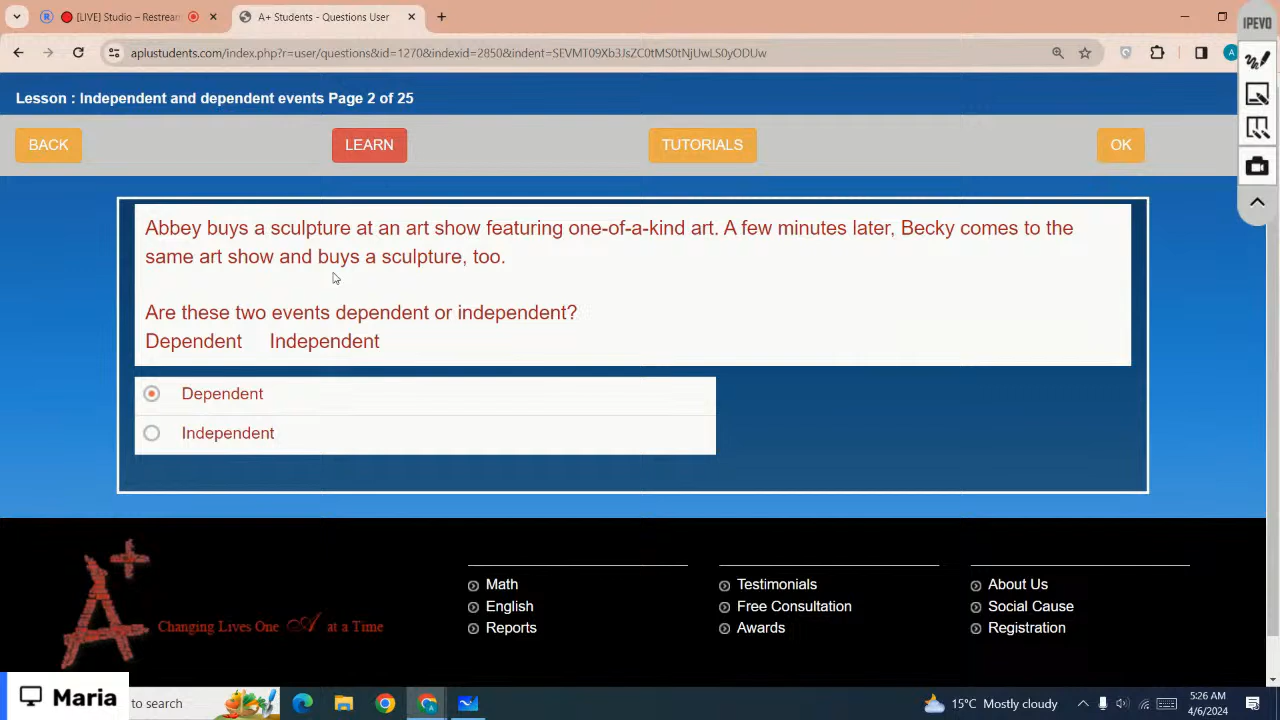 [LIVE] Studio – Restream
A+ Students - Questions User
aplustudents.com/index.php?r=user/questions&id=1270&indexid=2850&indent=SEVMT09Xb3JsZC0tMS0tNjUwLS0yODUw
IPEVO
Lesson : Independent and dependent events Page 2 of 25
BACK
LEARN
TUTORIALS
OK
Abbey buys a sculpture at an art show featuring one-of-a-kind art. A few minutes later, Becky comes to the
same art show and buys a sculpture, too.
Are these two events dependent or independent?
Dependent Independent
Dependent
Independent
A+
Changing Lives One A at a Time
Math
English
Reports
Testimonials
Free Consultation
Awards
About Us
Social Cause
Registration
Maria
to search
15°C Mostly cloudy
5:26 AM
4/6/2024